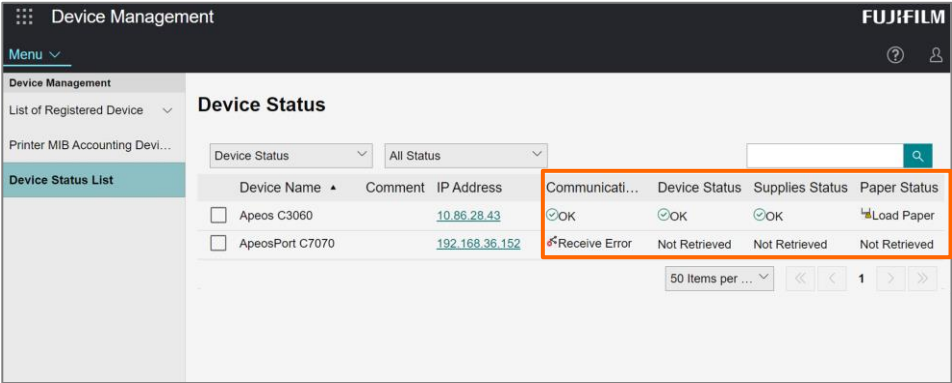 Device Management
FUJIFILM
Menu
Device Management
List of Registered Device
Printer MIB Accounting Devi...
Device Status List
Device Status
Device Status All Status
Device Name Comment IP Address Communicati... Device Status Supplies Status Paper Status
Apeos C3060 10.86.28.43 OK OK OK Load Paper
ApeosPort C7070 192.168.36.152 Receive Error Not Retrieved Not Retrieved Not Retrieved
50 Items per ... 1